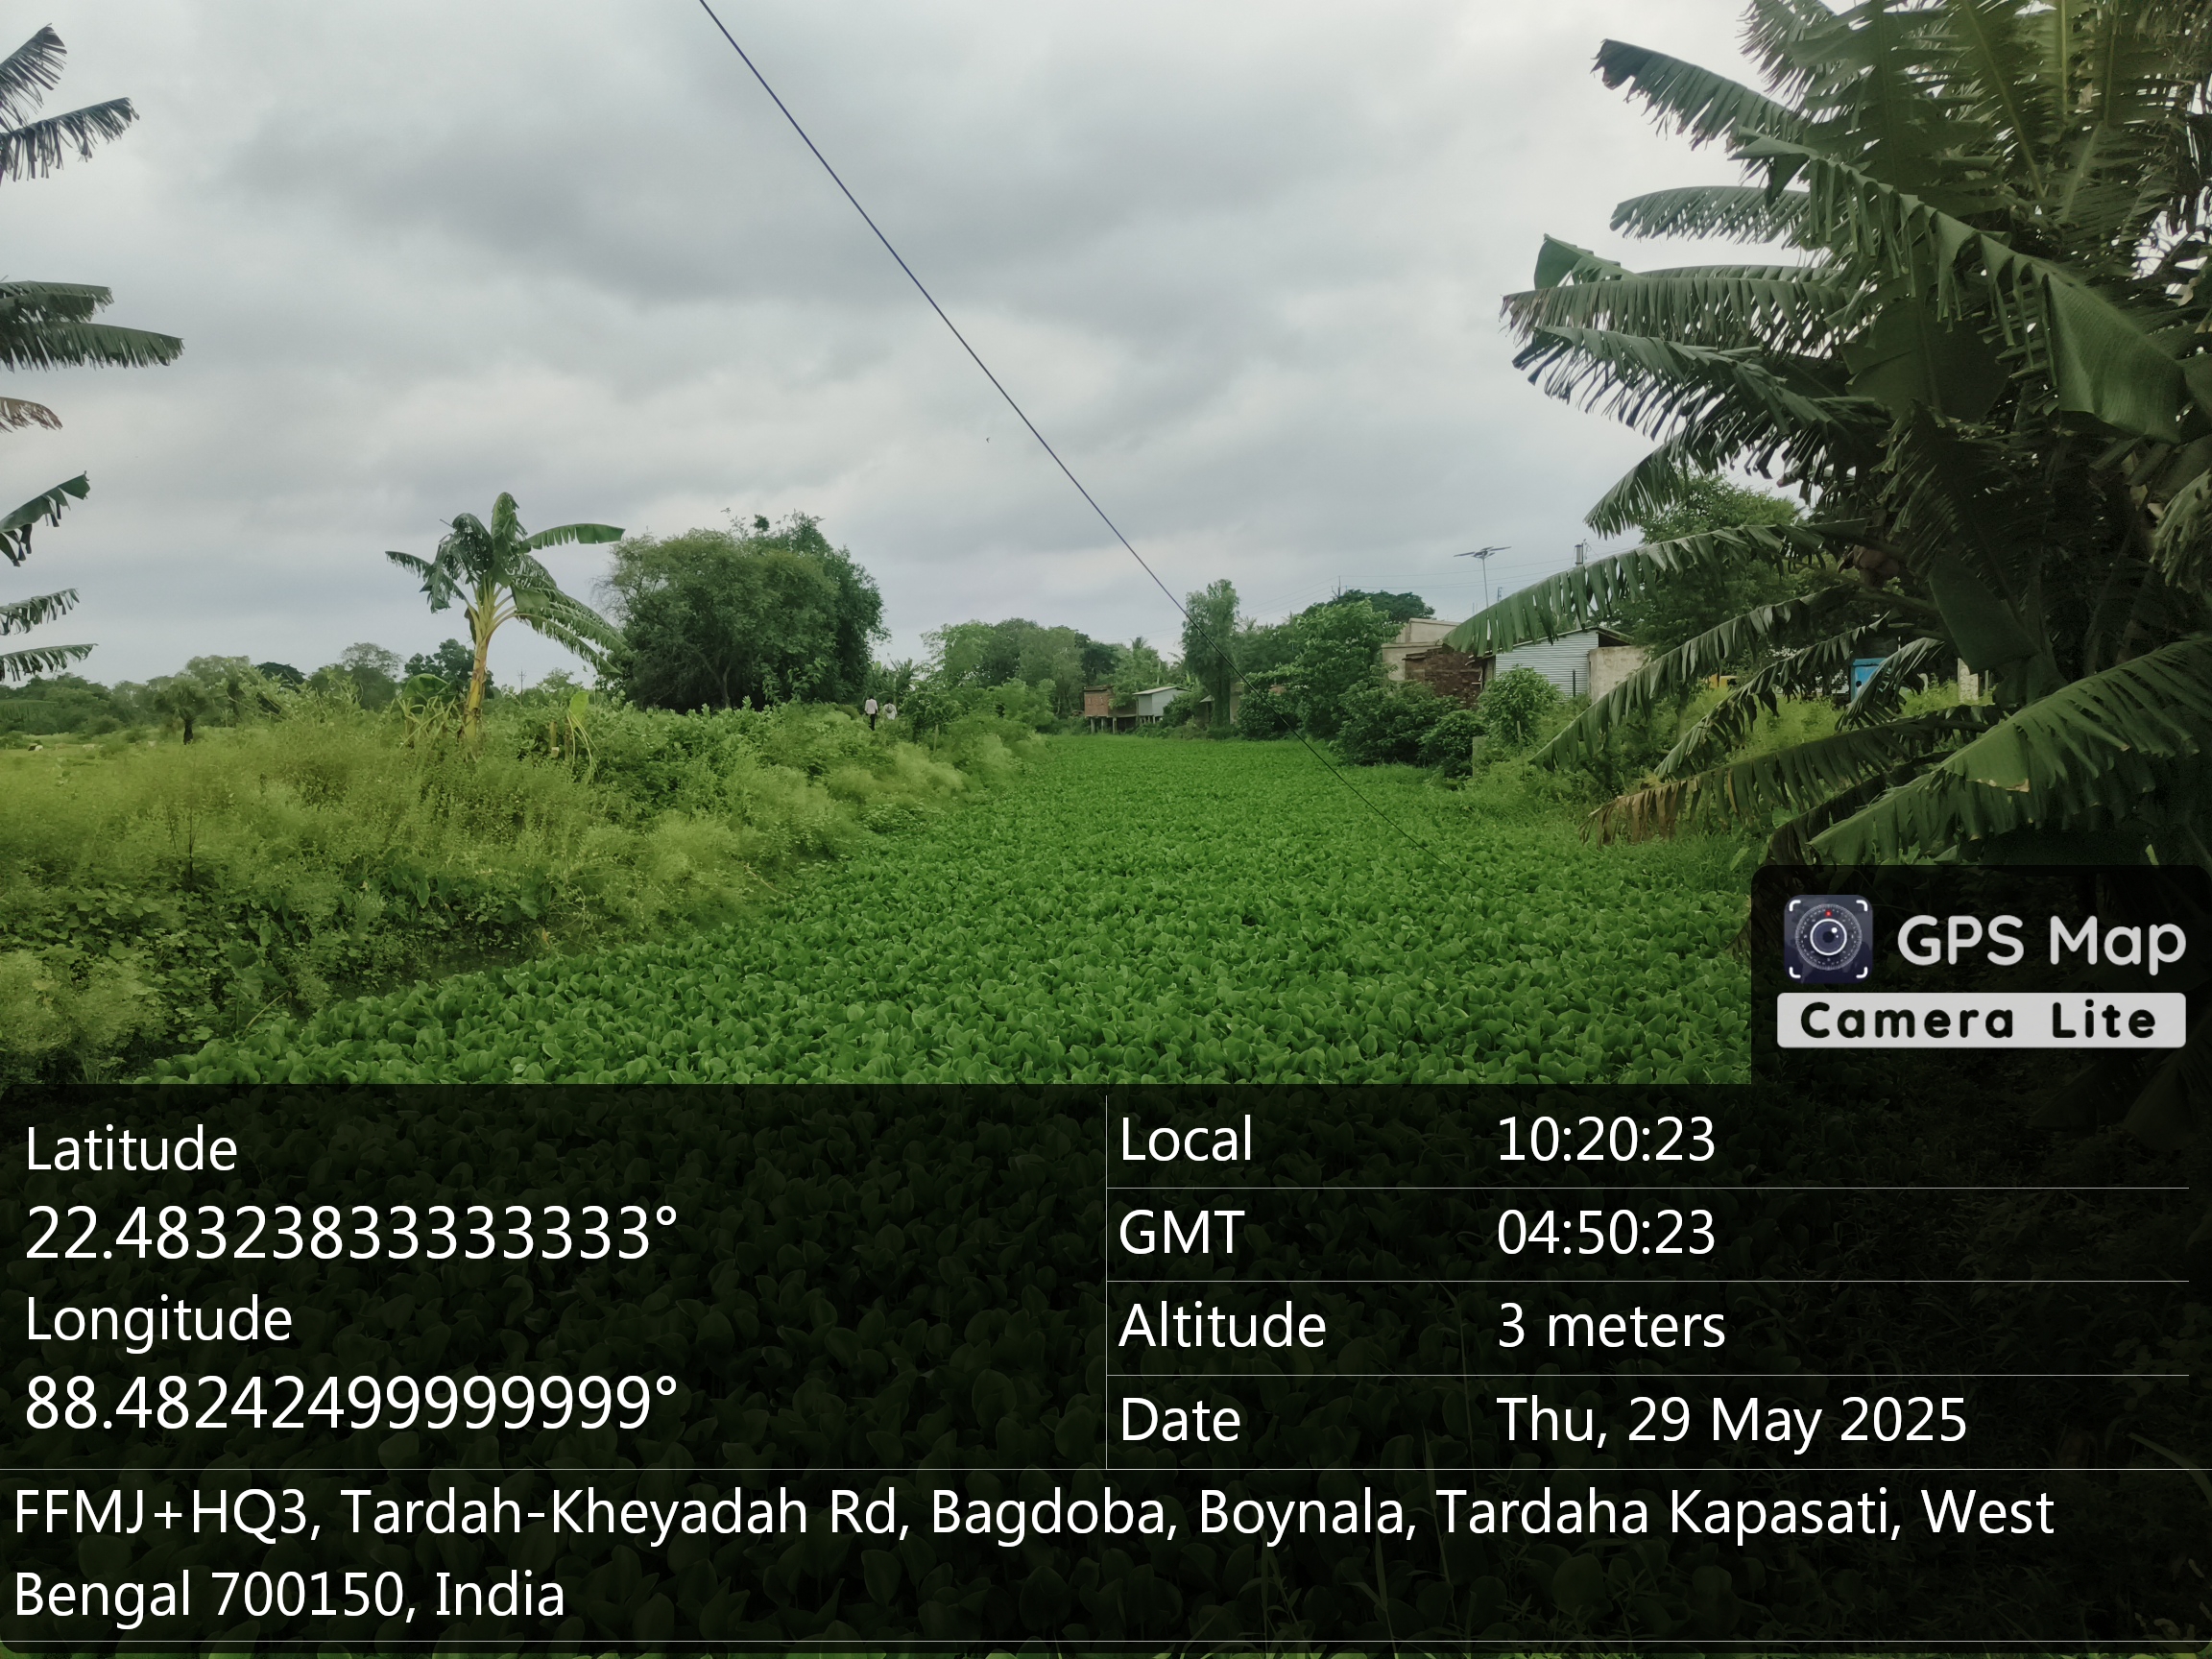 GPS Map
Camera Lite
Latitude
22.48323833333333°
Longitude
88.48242499999999°
Local 10:20:23
GMT 04:50:23
Altitude 3 meters
Date Thu, 29 May 2025
FFMJ+HQ3, Tardah-Kheyadah Rd, Bagdoba, Boynala, Tardaha Kapasati, West
Bengal 700150, India